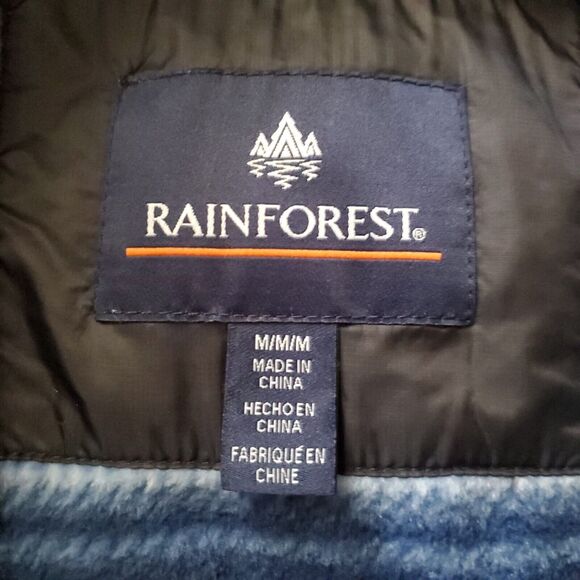 RAINFOREST®
M/M/M
MADE IN
CHINA
HECHO EN
CHINA
FABRIQUÉ EN
CHINE